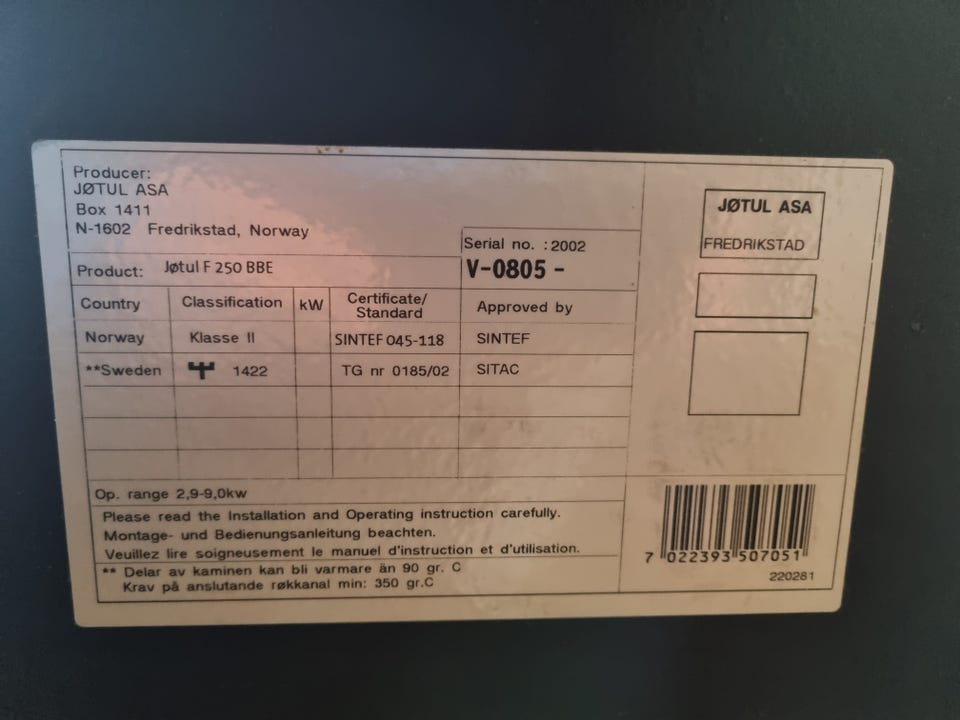 Producer:
JØTUL ASA
Box 1411
N-1602 Fredrikstad, Norway
JØTUL ASA
FREDRIKSTAD
Serial no. : 2002
V-0805 -
Product: Jøtul F 250 BBE
Country Classification kW Certificate/ Standard Approved by
Norway Klasse II SINTEF 045-118 SINTEF
**Sweden 1422 TG nr 0185/02 SITAC
Op. range 2,9-9,0kw
Please read the Installation and Operating instruction carefully.
Montage- und Bedienungsanleitung beachten.
Veuillez lire soigneusement le manuel d'instruction et d'utilisation.
** Delar av kaminen kan bli varmare än 90 gr. C
Krav på anslutande røkkanal min: 350 gr.C
7 022393 507051
220281